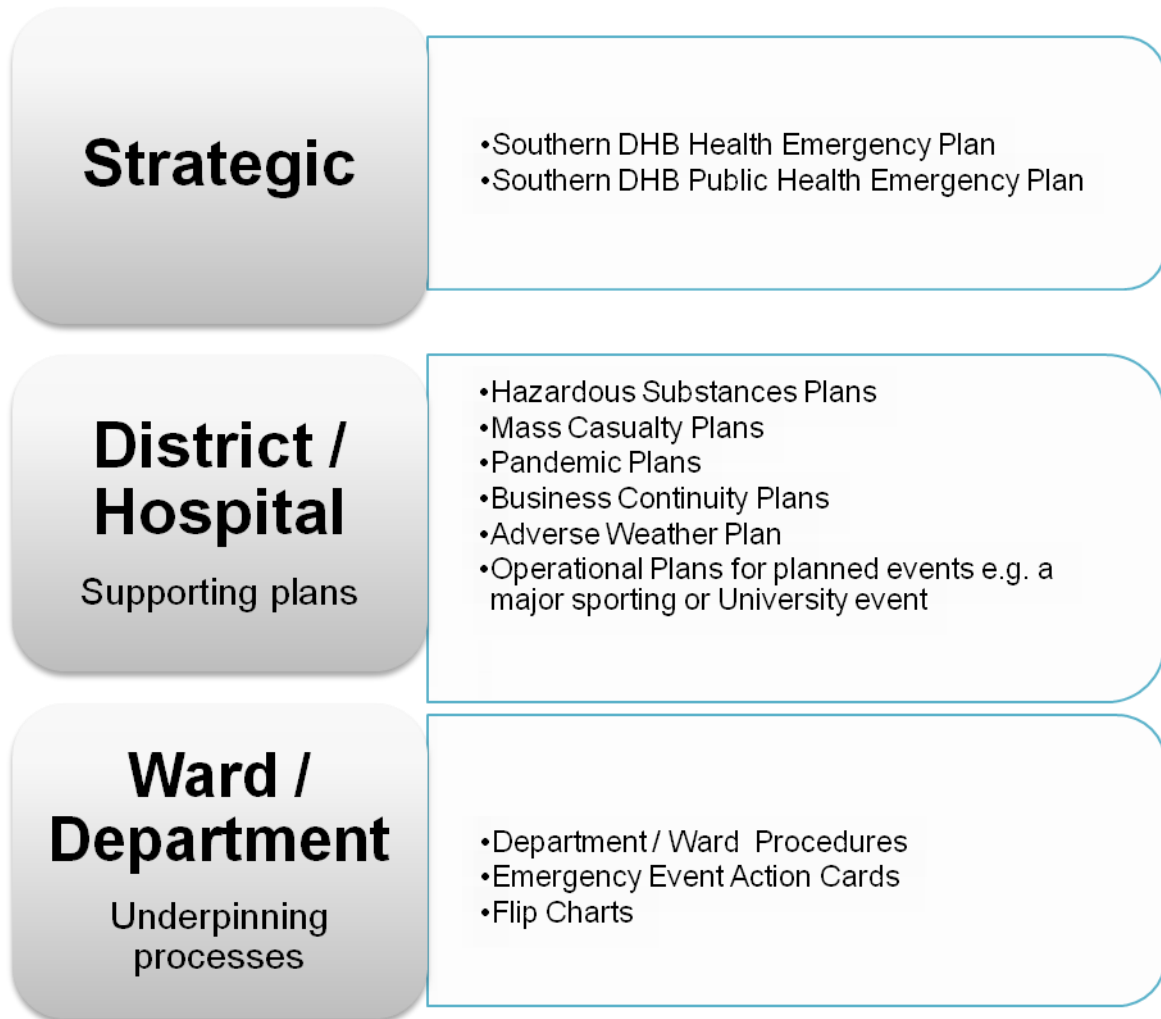 Strategic
•Southern DHB Health Emergency Plan
•Southern DHB Public Health Emergency Plan
District /
Hospital
Supporting plans
•Hazardous Substances Plans
•Mass Casualty Plans
•Pandemic Plans
•Business Continuity Plans
•Adverse Weather Plan
•Operational Plans for planned events e.g. a
major sporting or University event
Ward /
Department
Underpinning
processes
•Department / Ward Procedures
•Emergency Event Action Cards
•Flip Charts